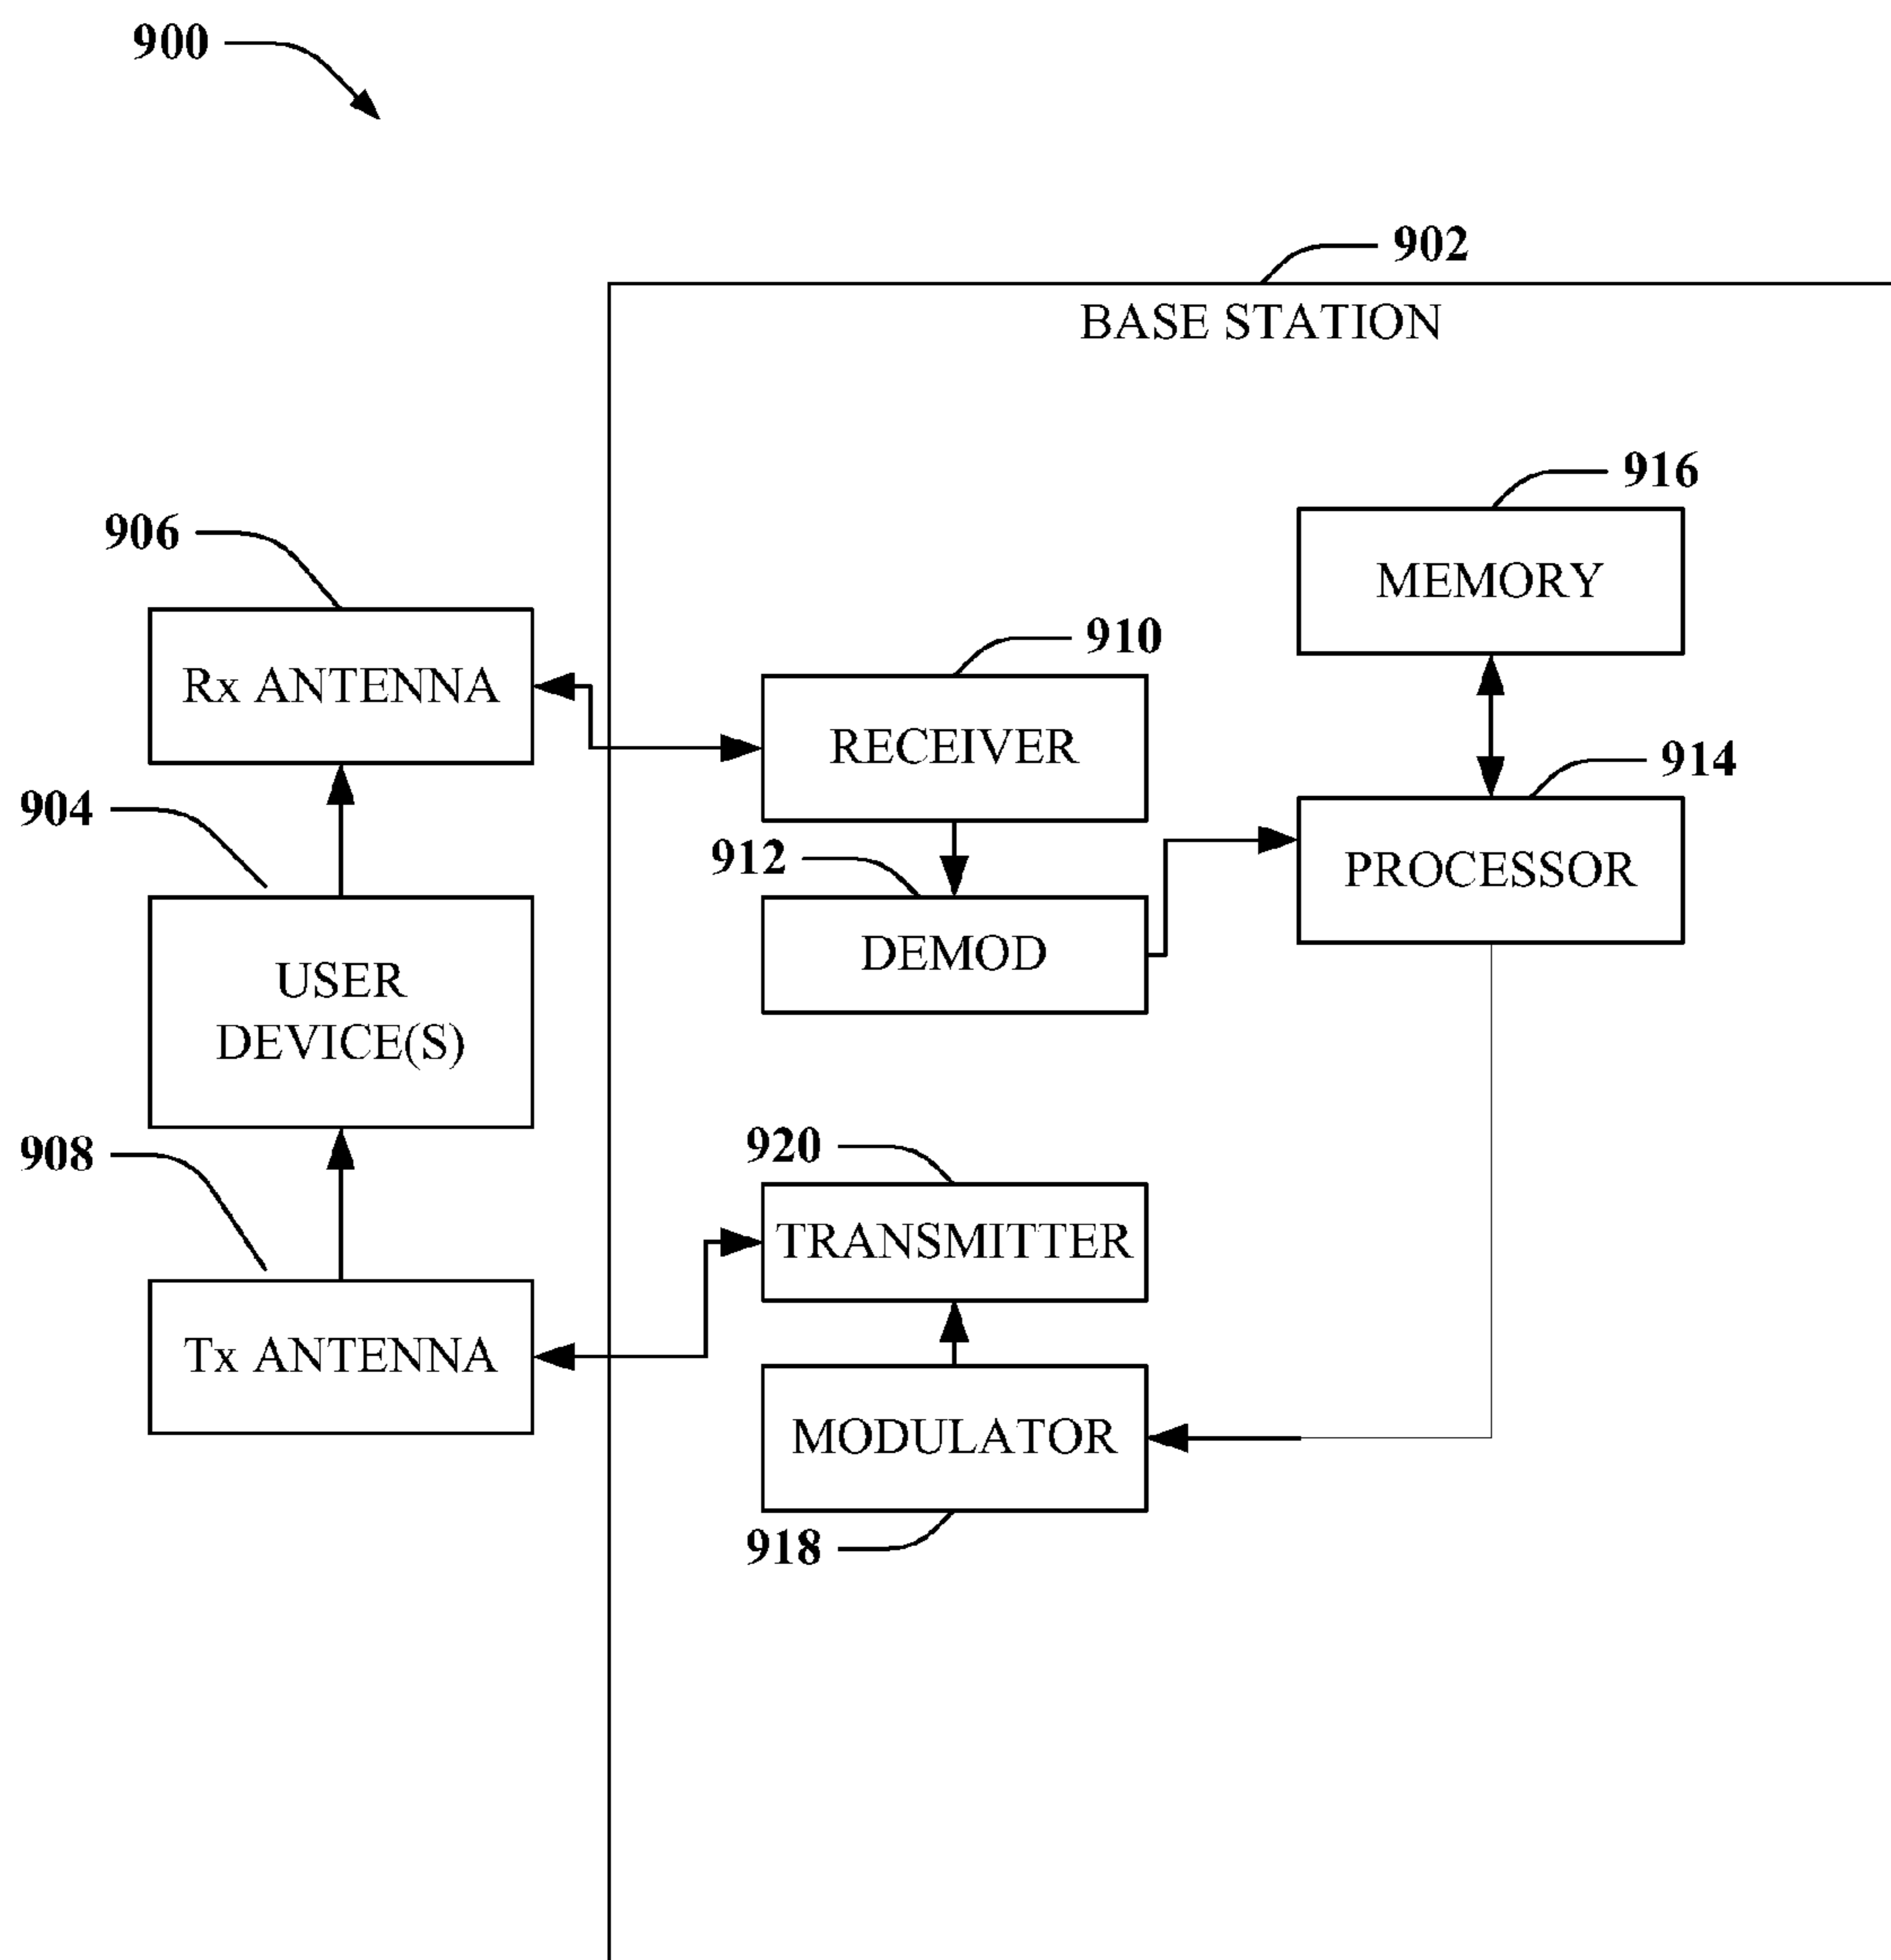 900
902
BASE STATION
916
MEMORY
906
Rx ANTENNA
910
RECEIVER
914
PROCESSOR
904
912
DEMOD
USER
DEVICE(S)
908
920
TRANSMITTER
Tx ANTENNA
MODULATOR
918